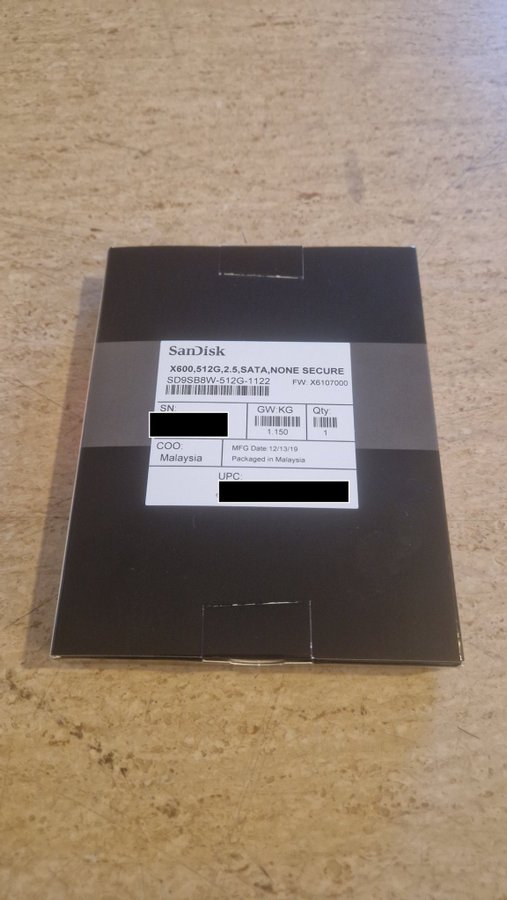 SanDisk
X600,512G,2.5,SATA,NONE SECURE
SD9SB8W-512G-1122 FW: X6107000
SN:
GW KG
1.150
Qty:
1
COO:
Malaysia
MFG Date:12/13/19
Packaged in Malaysia
UPC: